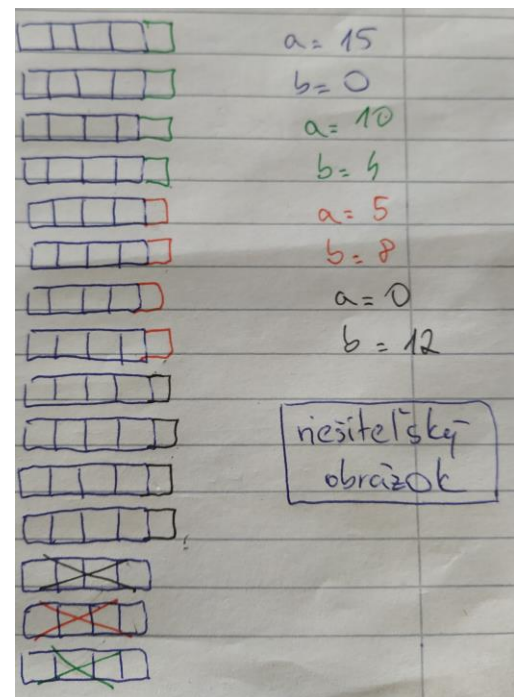 a = 15
b = 0
a = 10
b = 4
a = 5
b = 8
a = 0
b = 12
riešiteľský
obrázok